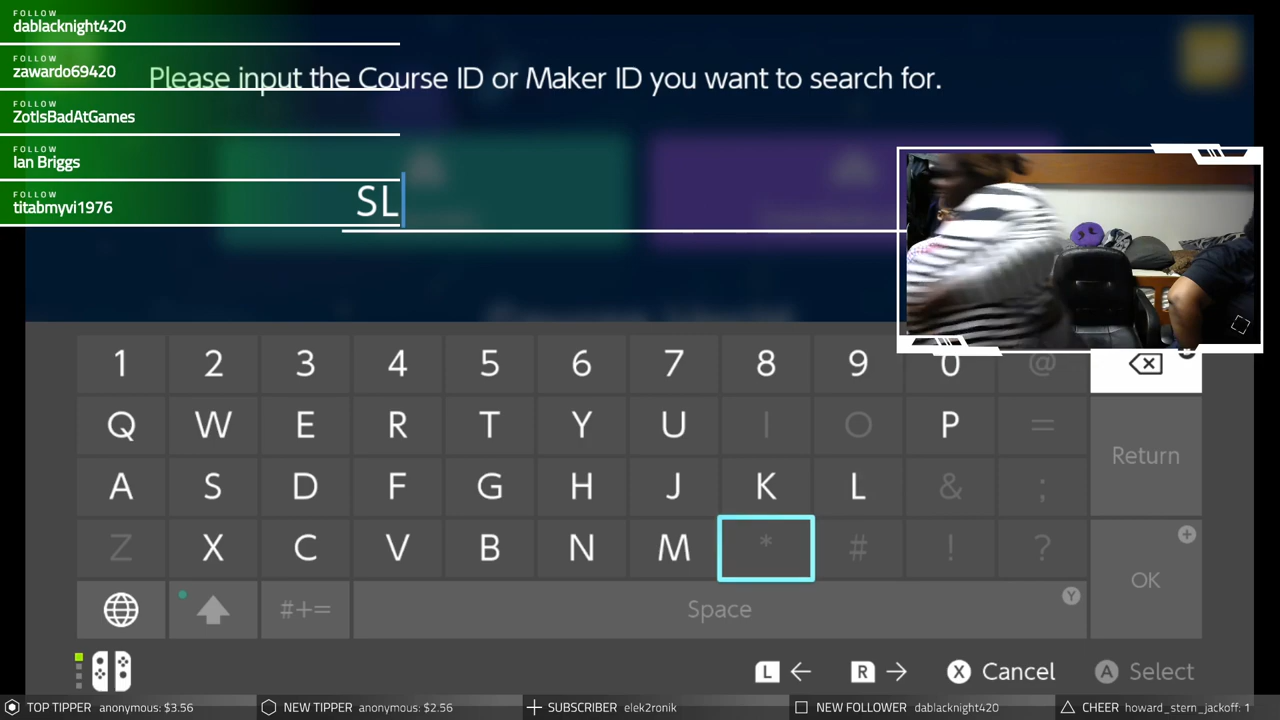 FOLLOW
dablacknight420
FOLLOW
zawardo69420
Please input the Course ID or Maker ID you want to search for.
FOLLOW
ZotIsBadAtGames
FOLLOW
Ian Briggs
FOLLOW
titabmyvi1976
SL
1 2 3 4 5 6 7 8 9 0 @
Q W E R T Y U I O P =
Return
A S D F G H J K L & ;
Z X C V B N M * # ! ?
OK
#+= Space Y
L ← R → X Cancel A Select
TOP TIPPER anonymous: $3.56 NEW TIPPER anonymous: $2.56 SUBSCRIBER elek2ronik NEW FOLLOWER dablacknight420 CHEER howard_stern_jackoff: 1